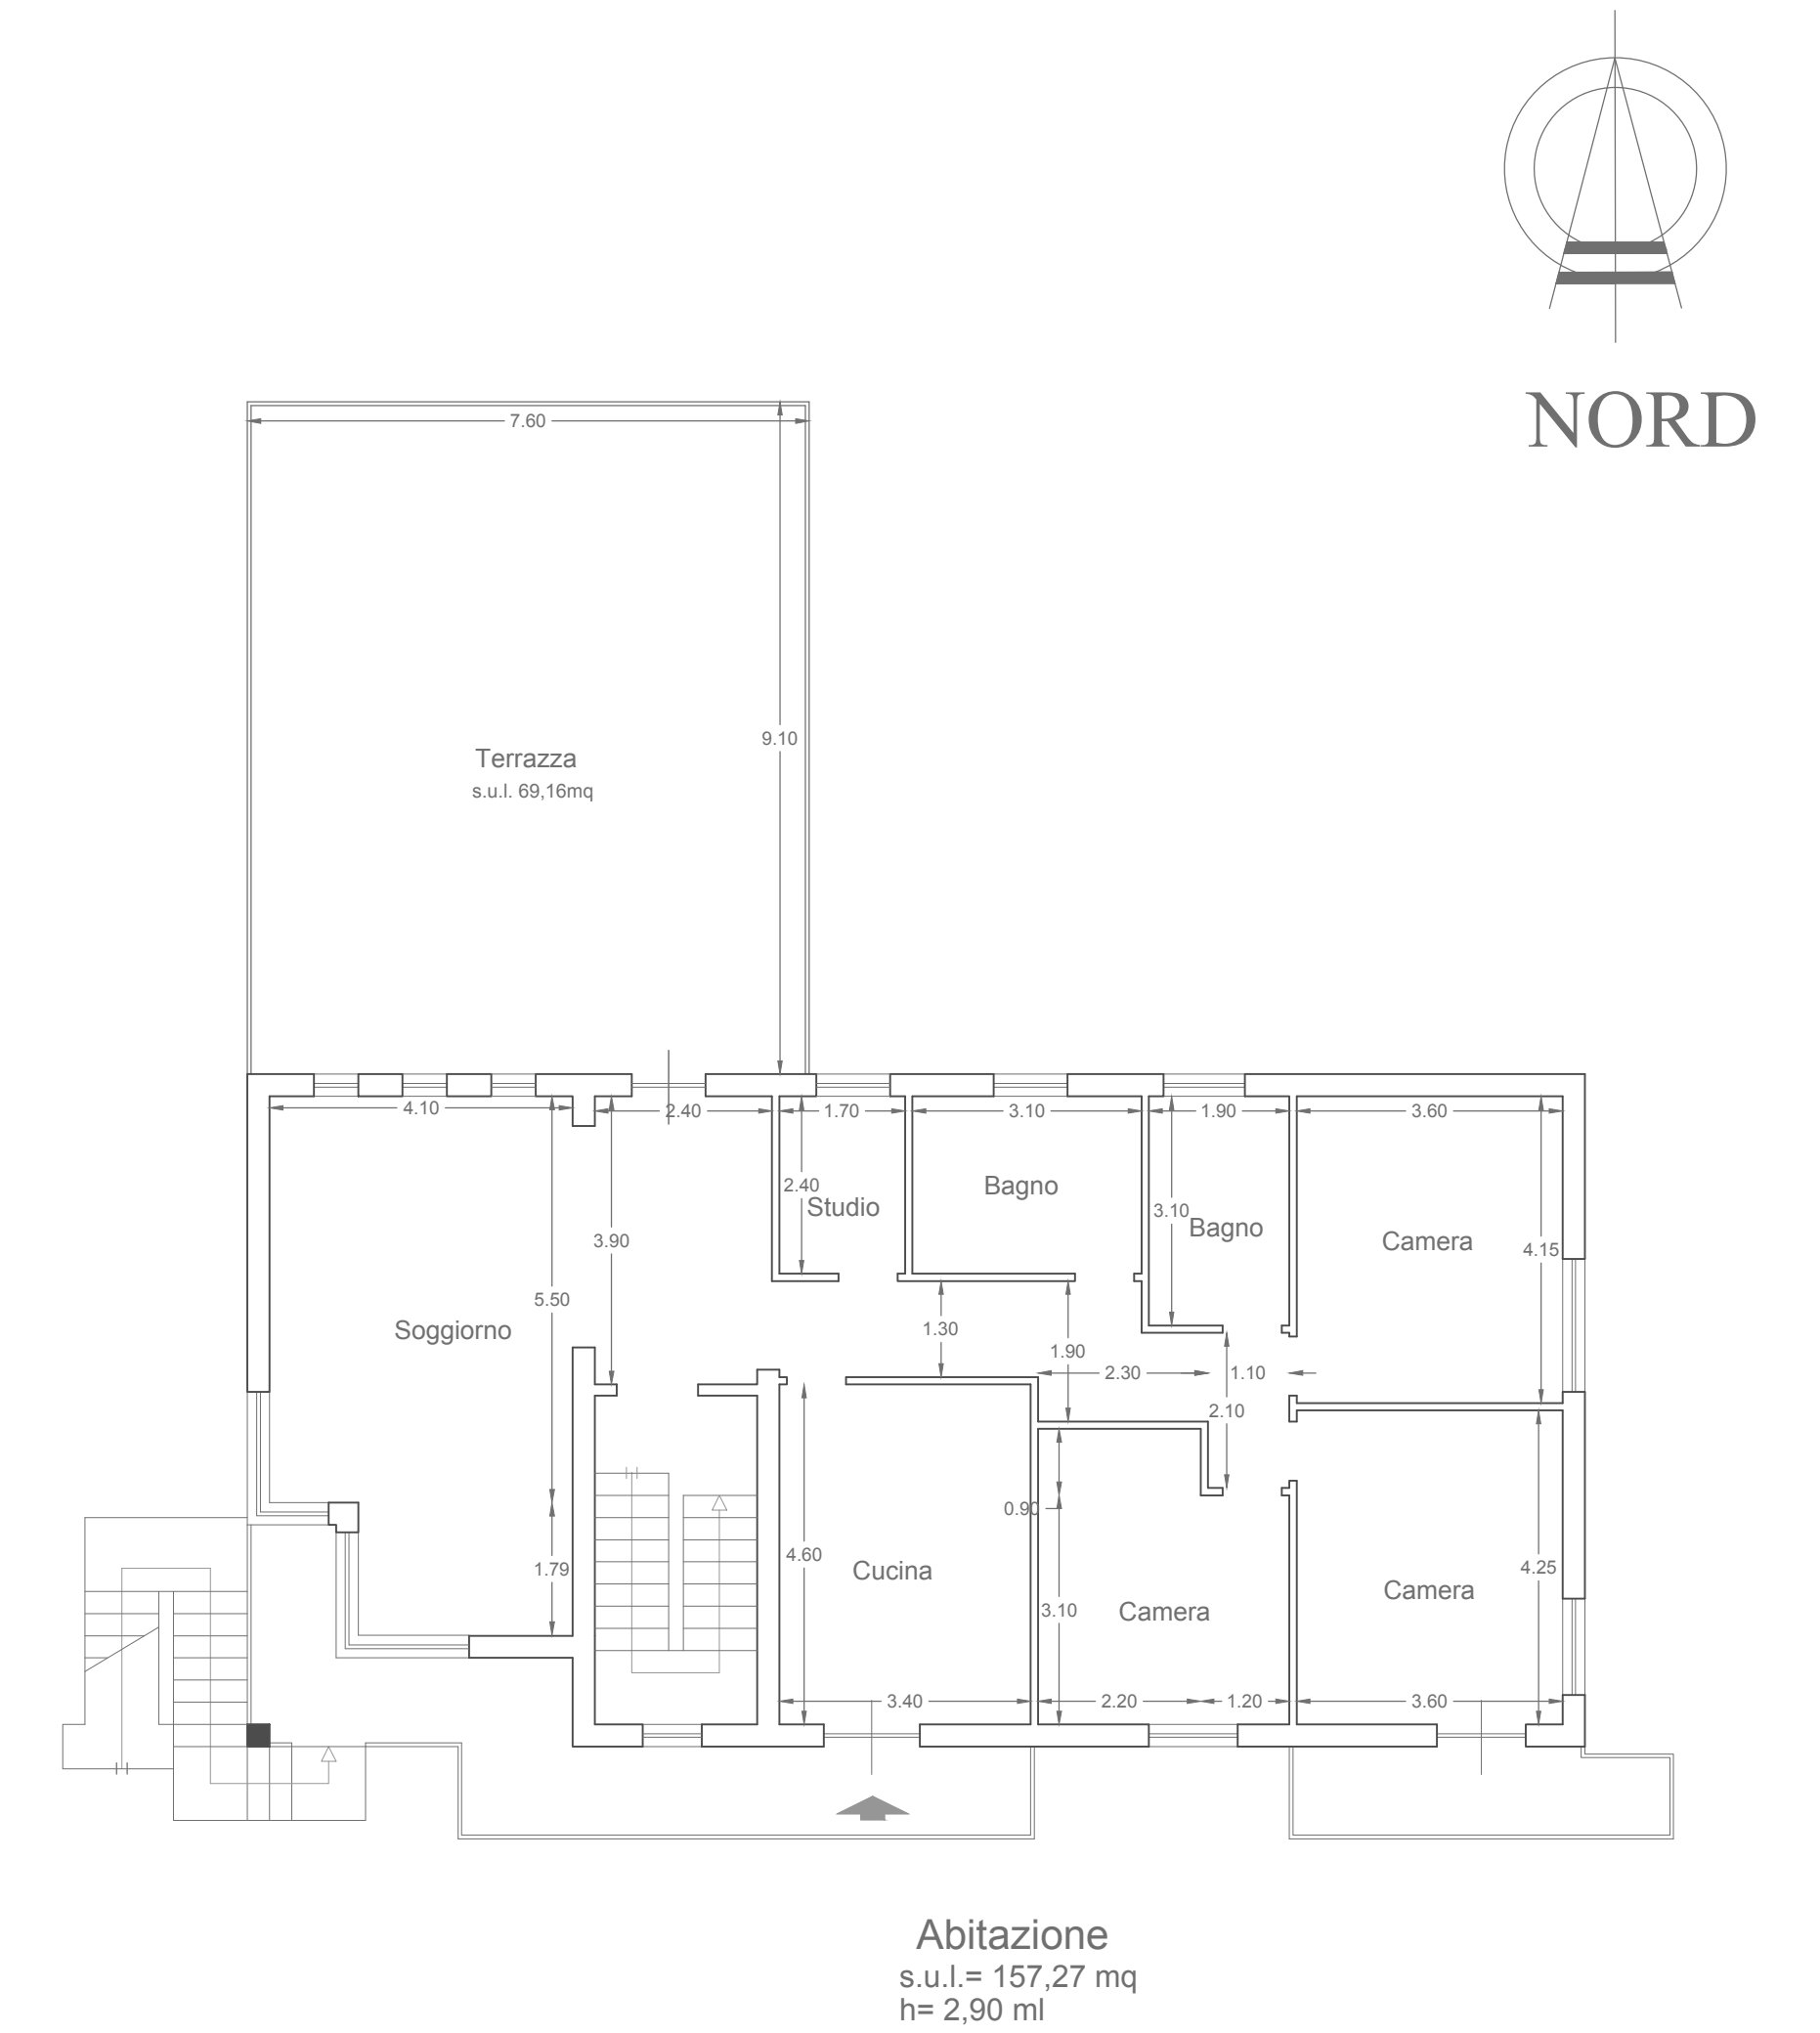 NORD
7.60
9.10
Terrazza
s.u.l. 69,16mq
4.10
2.40
1.70
3.10
1.90
3.60
2.40
Studio
Bagno
3.10
Bagno
3.90
Camera
4.15
5.50
Soggiorno
1.30
1.90
2.30
1.10
2.10
0.90
4.60
1.79
Cucina
4.25
Camera
3.10
Camera
3.40
2.20
1.20
3.60
Abitazione
s.u.l.= 157,27 mq
h= 2,90 ml